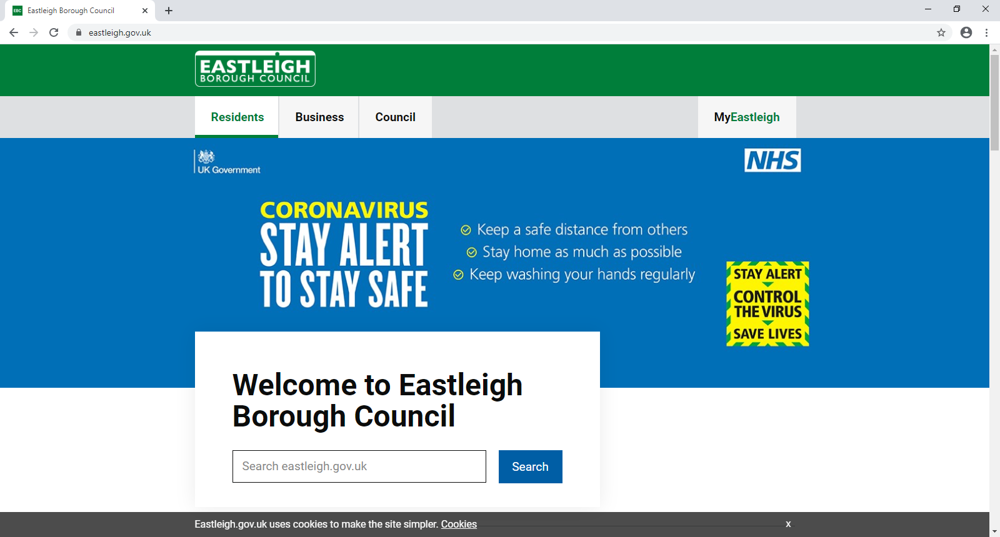 EBC
Eastleigh Borough Council
eastleigh.gov.uk
EASTLEIGH
BOROUGH COUNCIL
Residents
Business
Council
MyEastleigh
UK Government
NHS
CORONAVIRUS
STAY ALERT
TO STAY SAFE
Keep a safe distance from others
Stay home as much as possible
Keep washing your hands regularly
STAY ALERT
CONTROL
THE VIRUS
SAVE LIVES
Welcome to Eastleigh
Borough Council
Search eastleigh.gov.uk
Search
Eastleigh.gov.uk uses cookies to make the site simpler. Cookies
x